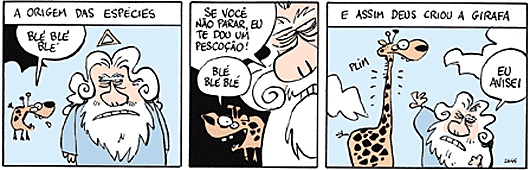 A ORIGEM DAS ESPÉCIES
BLÉ BLÉ
BLÉ
SE VOCÊ
NÃO PARAR, EU
TE DOU UM
PESCOÇÃO!
BLÉ
BLÉ BLÉ
E ASSIM DEUS CRIOU A GIRAFA
PLIM
EU
AVISEI
2646